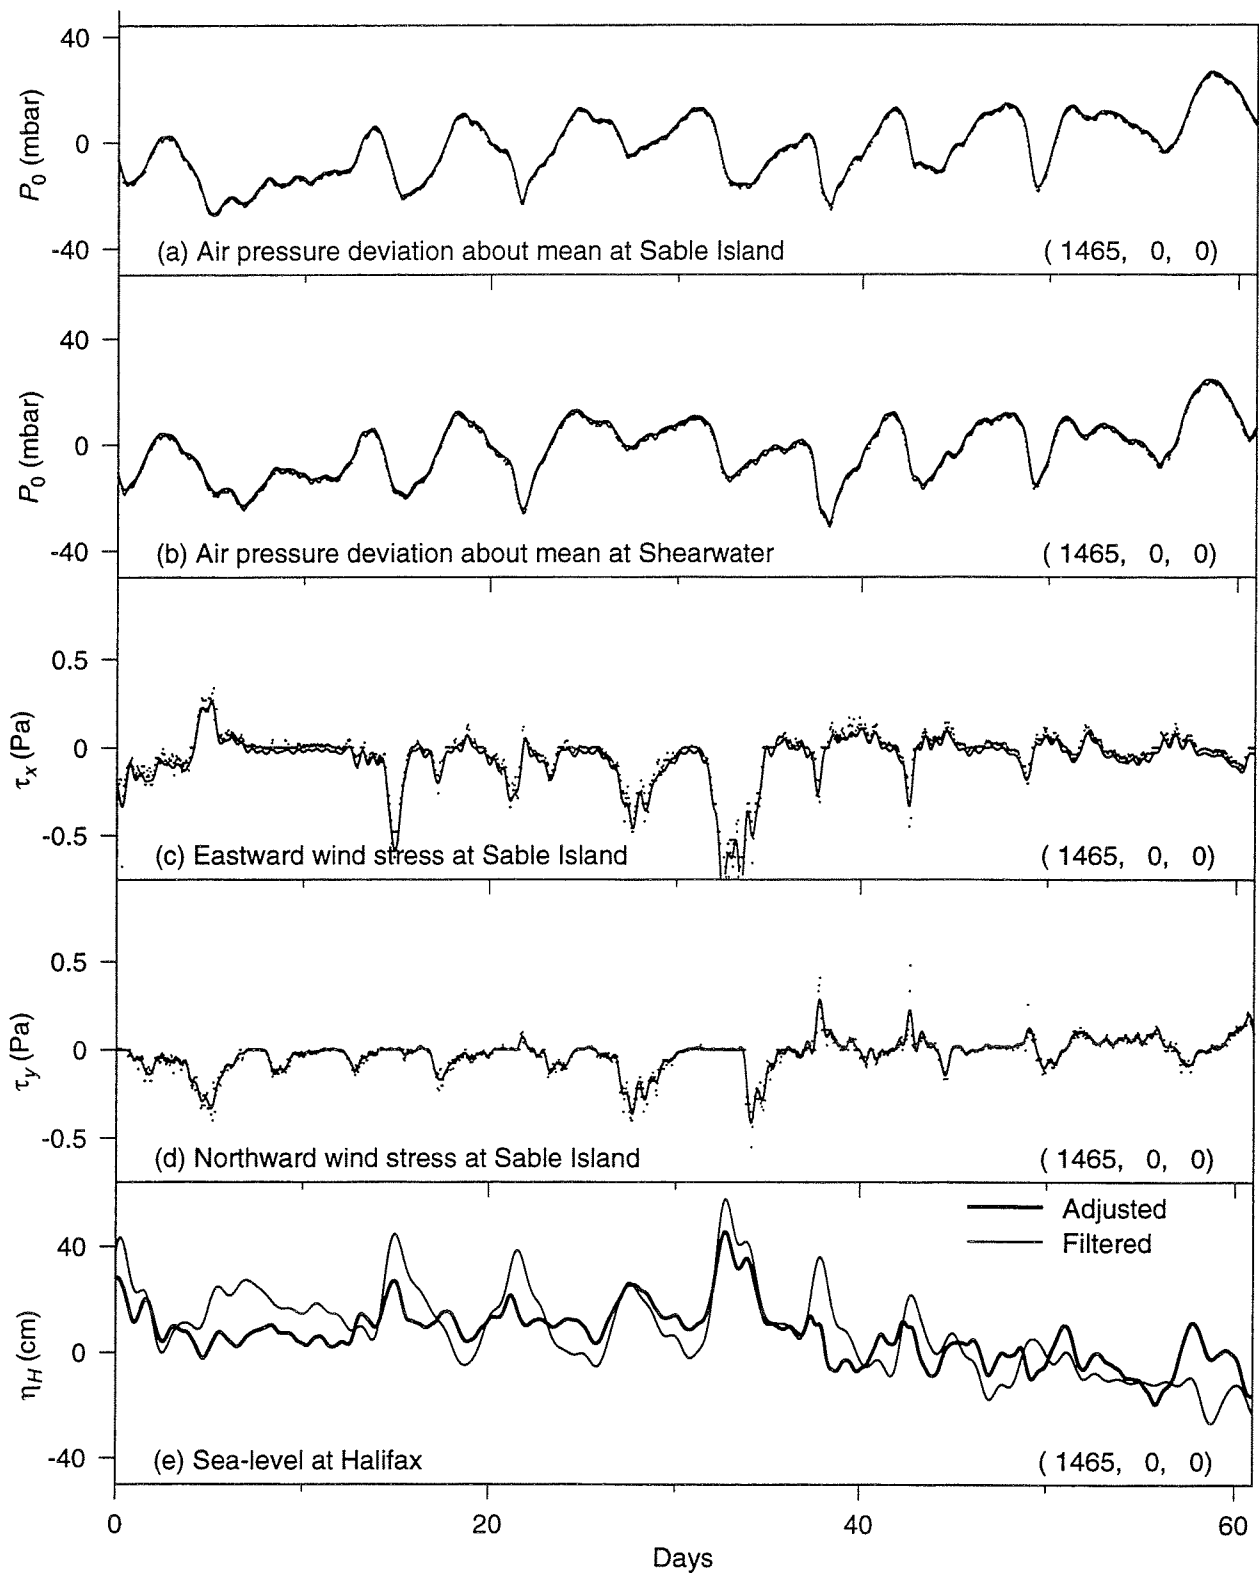 40
0
-40
P0 (mbar)
(a) Air pressure deviation about mean at Sable Island
( 1465, 0, 0)
40
0
-40
P0 (mbar)
(b) Air pressure deviation about mean at Shearwater
( 1465, 0, 0)
0.5
0
-0.5
τx (Pa)
(c) Eastward wind stress at Sable Island
( 1465, 0, 0)
0.5
0
-0.5
τy (Pa)
(d) Northward wind stress at Sable Island
( 1465, 0, 0)
Adjusted
Filtered
40
0
-40
ηH (cm)
(e) Sea-level at Halifax
( 1465, 0, 0)
0 20 40 60
Days